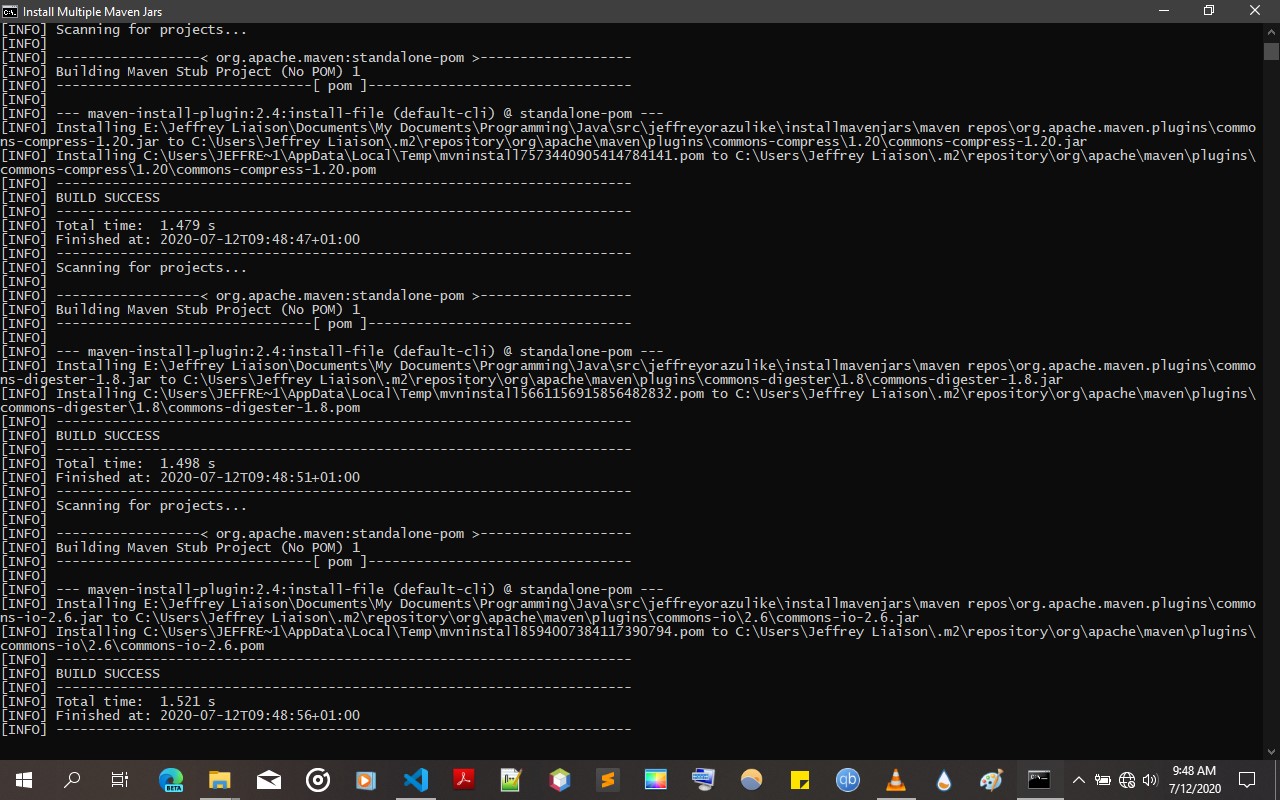 Install Multiple Maven Jars
[INFO] Scanning for projects...
[INFO]
[INFO] ------------------< org.apache.maven:standalone-pom >-------------------
[INFO] Building Maven Stub Project (No POM) 1
[INFO] --------------------------------[ pom ]---------------------------------
[INFO]
[INFO] --- maven-install-plugin:2.4:install-file (default-cli) @ standalone-pom ---
[INFO] Installing E:\Jeffrey Liaison\Documents\My Documents\Programming\Java\src\jeffreyorazulike\installmavenjars\maven repos\org.apache.maven.plugins\commo
ns-compress-1.20.jar to C:\Users\Jeffrey Liaison\.m2\repository\org\apache\maven\plugins\commons-compress\1.20\commons-compress-1.20.jar
[INFO] Installing C:\Users\JEFFRE~1\AppData\Local\Temp\mvninstall7573440905414784141.pom to C:\Users\Jeffrey Liaison\.m2\repository\org\apache\maven\plugins\
commons-compress\1.20\commons-compress-1.20.pom
[INFO] ------------------------------------------------------------------------
[INFO] BUILD SUCCESS
[INFO] ------------------------------------------------------------------------
[INFO] Total time:  1.479 s
[INFO] Finished at: 2020-07-12T09:48:47+01:00
[INFO] ------------------------------------------------------------------------
[INFO] Scanning for projects...
[INFO]
[INFO] ------------------< org.apache.maven:standalone-pom >-------------------
[INFO] Building Maven Stub Project (No POM) 1
[INFO] --------------------------------[ pom ]---------------------------------
[INFO]
[INFO] --- maven-install-plugin:2.4:install-file (default-cli) @ standalone-pom ---
[INFO] Installing E:\Jeffrey Liaison\Documents\My Documents\Programming\Java\src\jeffreyorazulike\installmavenjars\maven repos\org.apache.maven.plugins\commo
ns-digester-1.8.jar to C:\Users\Jeffrey Liaison\.m2\repository\org\apache\maven\plugins\commons-digester\1.8\commons-digester-1.8.jar
[INFO] Installing C:\Users\JEFFRE~1\AppData\Local\Temp\mvninstall5661156915856482832.pom to C:\Users\Jeffrey Liaison\.m2\repository\org\apache\maven\plugins\
commons-digester\1.8\commons-digester-1.8.pom
[INFO] ------------------------------------------------------------------------
[INFO] BUILD SUCCESS
[INFO] ------------------------------------------------------------------------
[INFO] Total time:  1.498 s
[INFO] Finished at: 2020-07-12T09:48:51+01:00
[INFO] ------------------------------------------------------------------------
[INFO] Scanning for projects...
[INFO]
[INFO] ------------------< org.apache.maven:standalone-pom >-------------------
[INFO] Building Maven Stub Project (No POM) 1
[INFO] --------------------------------[ pom ]---------------------------------
[INFO]
[INFO] --- maven-install-plugin:2.4:install-file (default-cli) @ standalone-pom ---
[INFO] Installing E:\Jeffrey Liaison\Documents\My Documents\Programming\Java\src\jeffreyorazulike\installmavenjars\maven repos\org.apache.maven.plugins\commo
ns-io-2.6.jar to C:\Users\Jeffrey Liaison\.m2\repository\org\apache\maven\plugins\commons-io\2.6\commons-io-2.6.jar
[INFO] Installing C:\Users\JEFFRE~1\AppData\Local\Temp\mvninstall8594007384117390794.pom to C:\Users\Jeffrey Liaison\.m2\repository\org\apache\maven\plugins\
commons-io\2.6\commons-io-2.6.pom
[INFO] ------------------------------------------------------------------------
[INFO] BUILD SUCCESS
[INFO] ------------------------------------------------------------------------
[INFO] Total time:  1.521 s
[INFO] Finished at: 2020-07-12T09:48:56+01:00
[INFO] ------------------------------------------------------------------------
BETA
qb
9:48 AM
7/12/2020